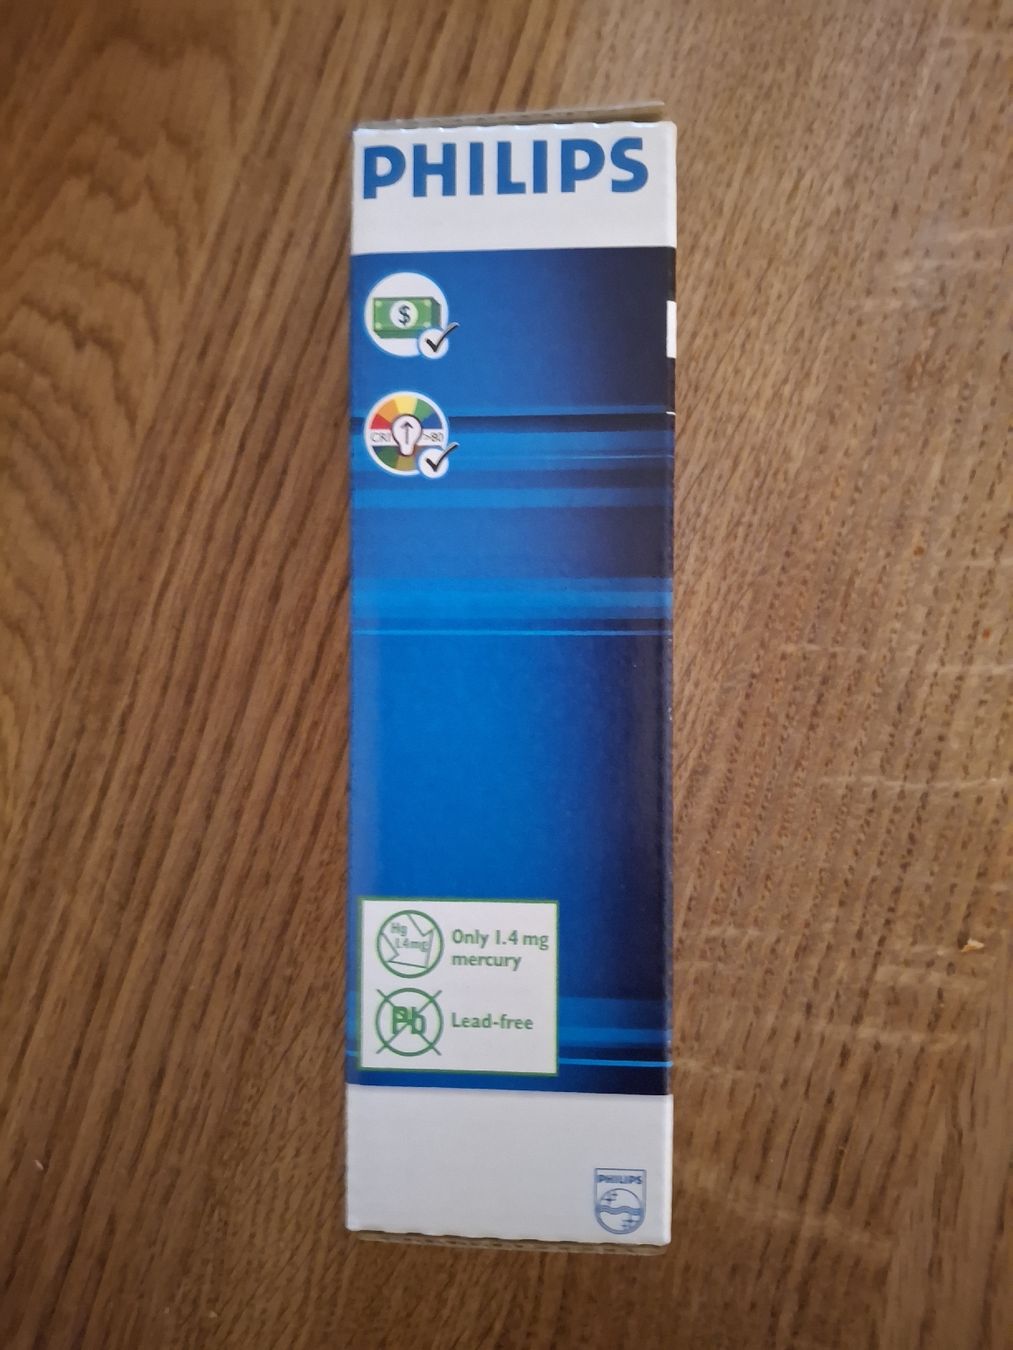 PHILIPS
$
CRI >80
Hg
1.4mg
Only 1.4 mg
mercury
Pb
Lead-free
PHILIPS